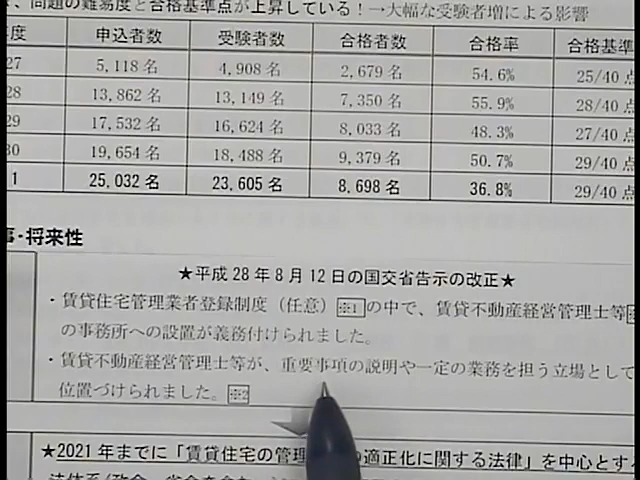 、問題の難易度と合格基準点が上昇している！→大幅な受験者増による影響
度 申込者数 受験者数 合格者数 合格率 合格基準
27 5,118名 4,908名 2,679名 54.6% 25/40点
28 13,862名 13,149名 7,350名 55.9% 28/40点
29 17,532名 16,624名 8,033名 48.3% 27/40点
30 19,654名 18,488名 9,379名 50.7% 29/40点
1 25,032名 23,605名 8,698名 36.8% 29/40点
・将来性
★平成28年8月12日の国交省告示の改正★
・賃貸住宅管理業者登録制度（任意）※1の中で、賃貸不動産経営管理士等
の事務所への設置が義務付けられました。
・賃貸不動産経営管理士等が、重要事項の説明や一定の業務を担う立場として
位置づけられました。※2
★2021年までに「賃貸住宅の管理 の適正化に関する法律」を中心とす